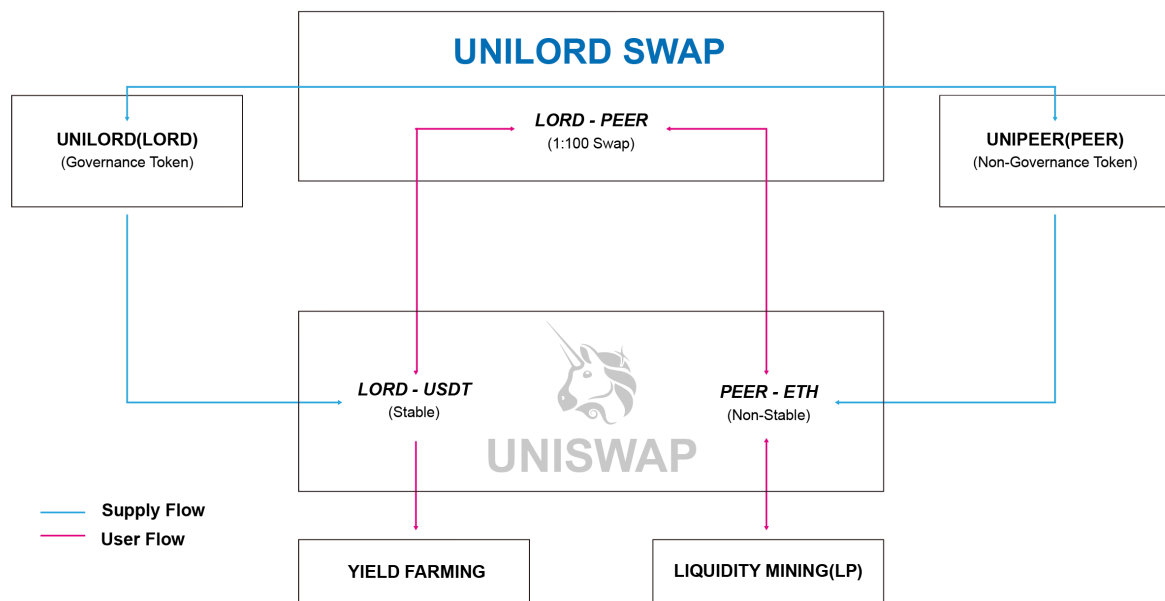 UNILORD SWAP
UNILORD(LORD)
(Governance Token)
LORD - PEER
(1:100 Swap)
UNIPEER(PEER)
(Non-Governance Token)
LORD - USDT
(Stable)
PEER - ETH
(Non-Stable)
UNISWAP
Supply Flow
User Flow
YIELD FARMING
LIQUIDITY MINING(LP)